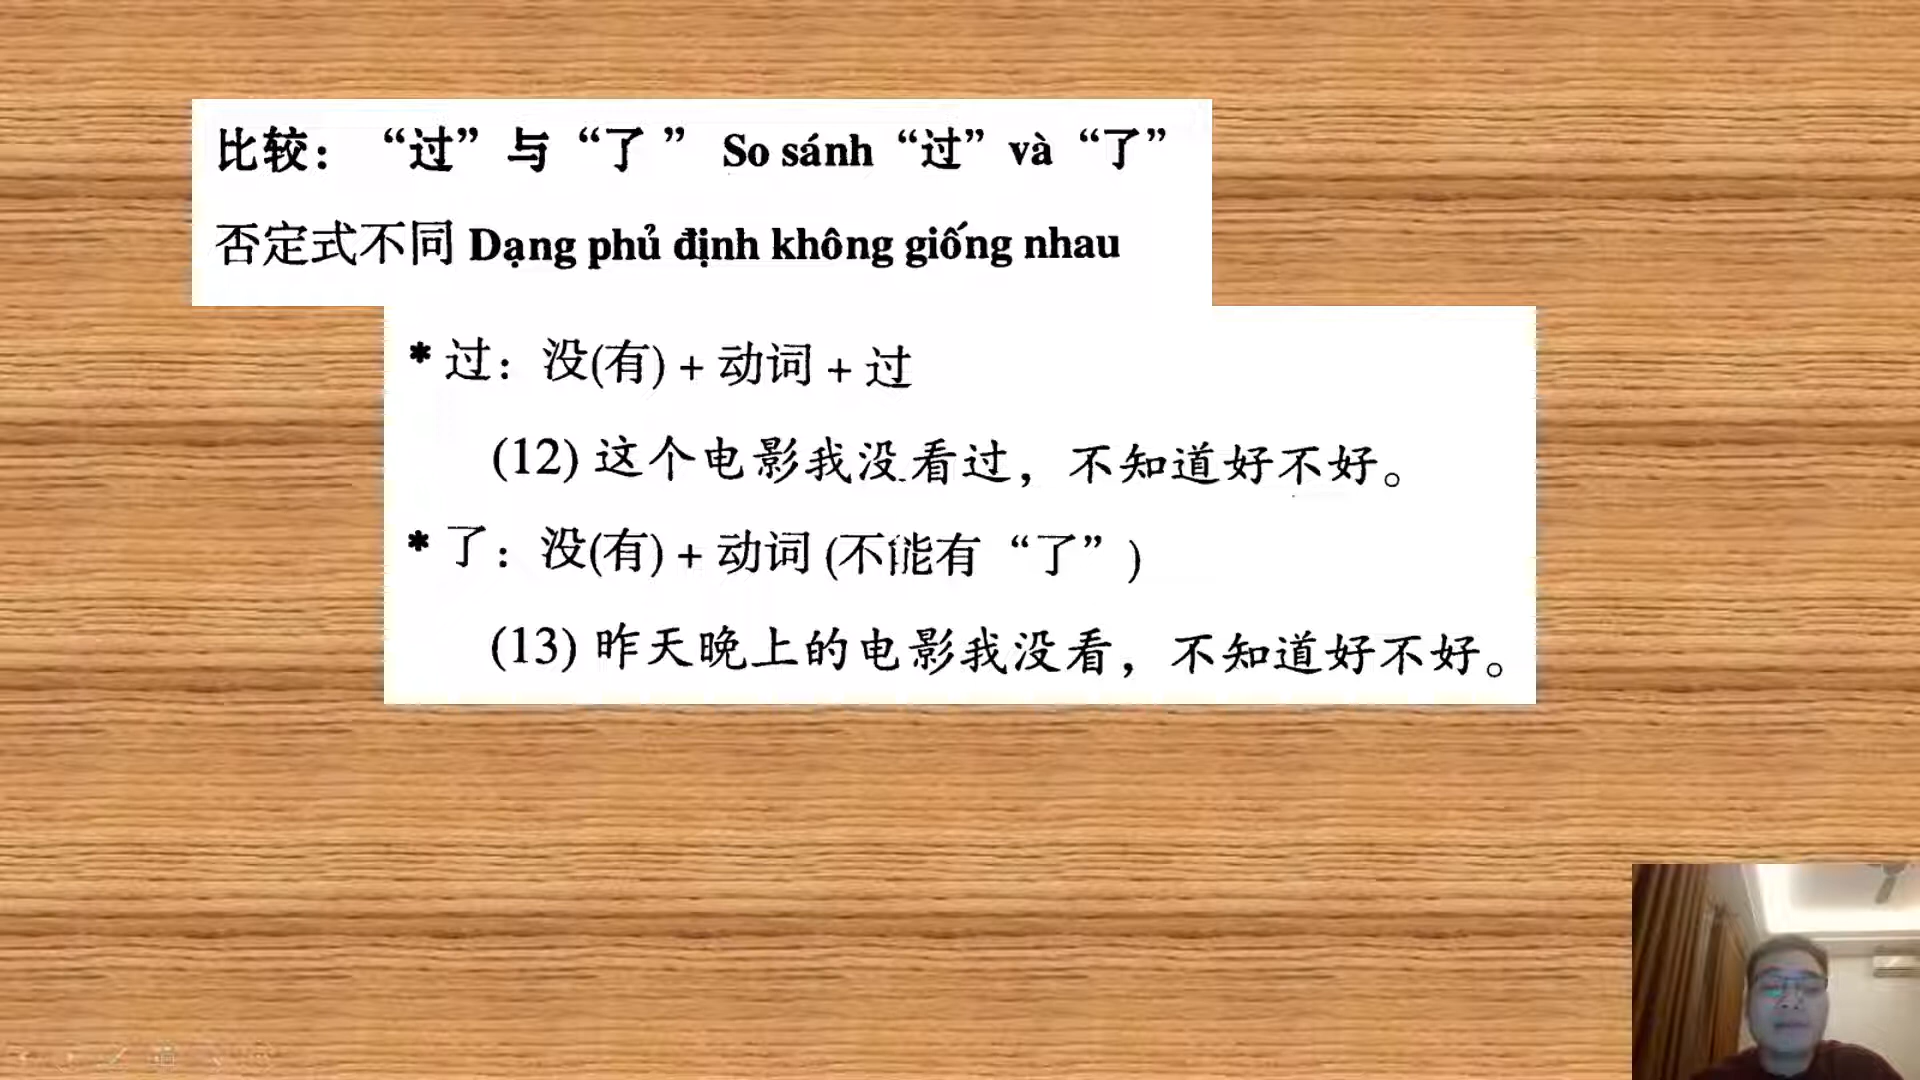 比较： “过” 与 “了 ” So sánh “过” và “了”
否定式不同 Dạng phủ định không giống nhau
* 过：没(有) + 动词 + 过
(12) 这个电影我没看过，不知道好不好。
* 了：没(有) + 动词 (不能有 “了” )
(13) 昨天晚上的电影我没看，不知道好不好。